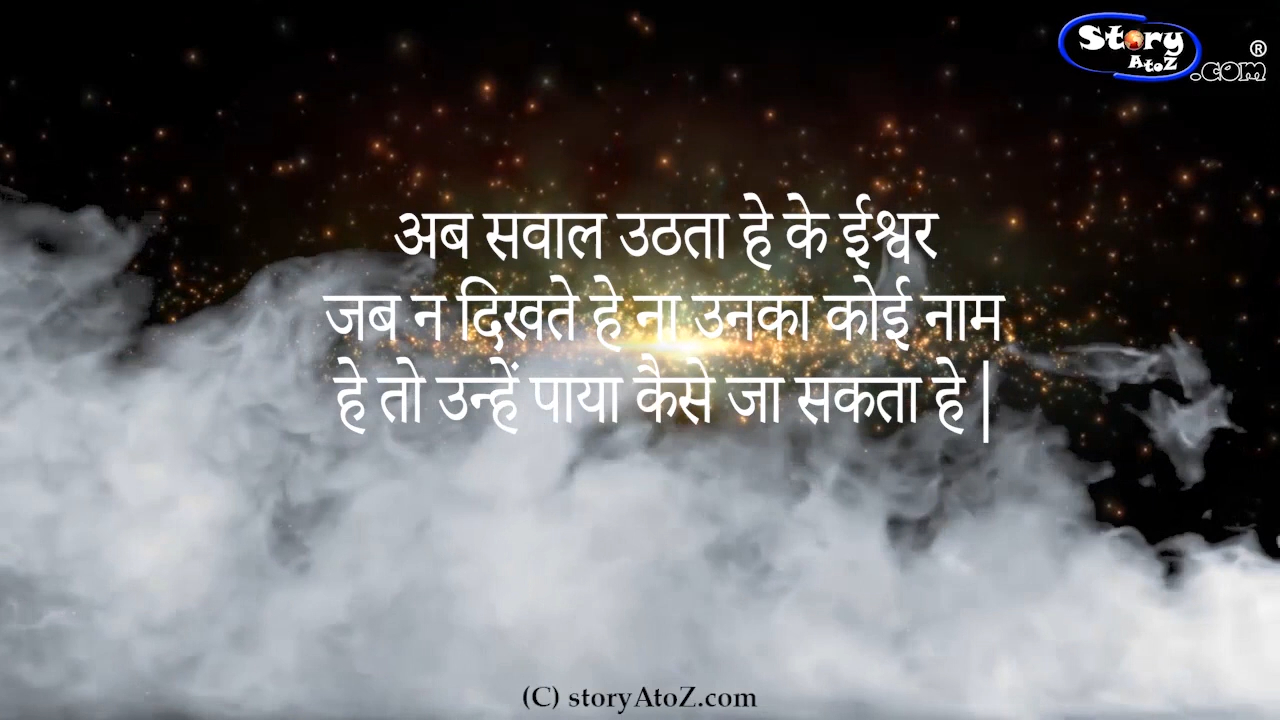 Story
AtoZ
.com
®
अब सवाल उठता हे के ईश्वर
जब न दिखते हे ना उनका कोई नाम
हे तो उन्हें पाया कैसे जा सकता हे |
(C) storyAtoZ.com